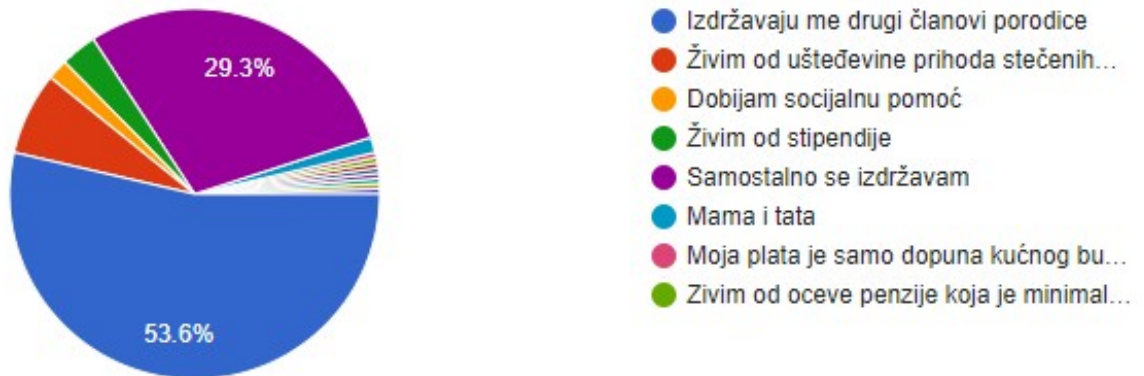 29.3%
53.6%
Izdržavaju me drugi članovi porodice
Živim od ušteđevine prihoda stečenih...
Dobijam socijalnu pomoć
Živim od stipendije
Samostalno se izdržavam
Mama i tata
Moja plata je samo dopuna kućnog bu...
Zivim od oceve penzije koja je minimal...